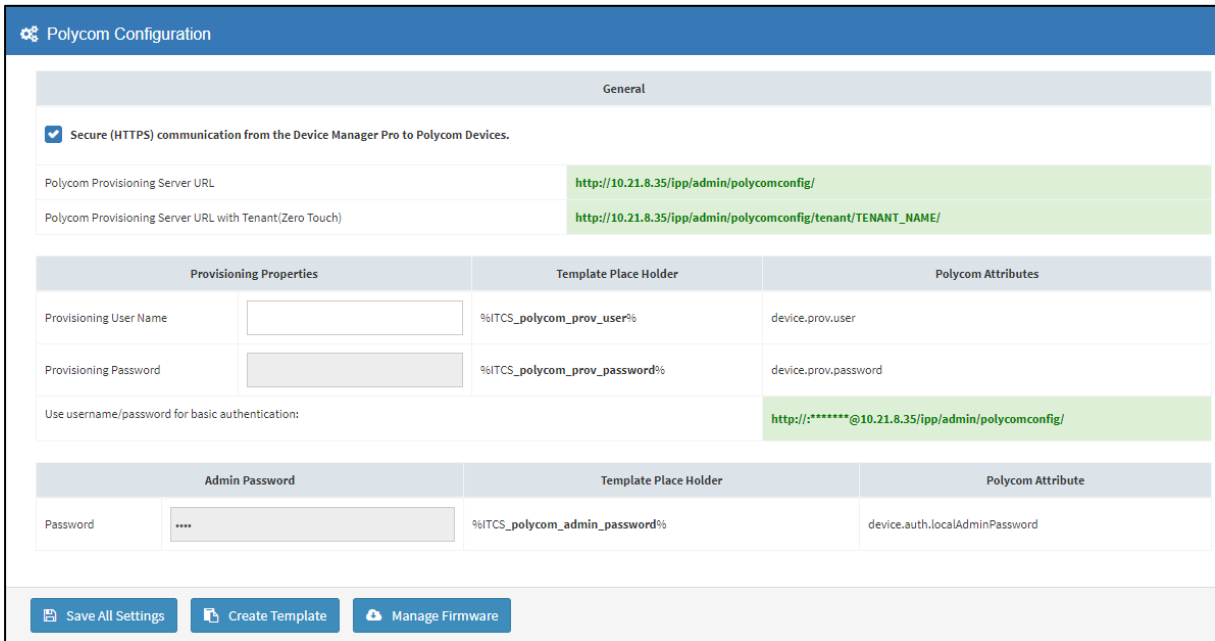 Polycom Configuration
General
Secure (HTTPS) communication from the Device Manager Pro to Polycom Devices.
Polycom Provisioning Server URL http://10.21.8.35/ipp/admin/polycomconfig/
Polycom Provisioning Server URL with Tenant(Zero Touch) http://10.21.8.35/ipp/admin/polycomconfig/tenant/TENANT_NAME/
Provisioning Properties Template Place Holder Polycom Attributes
Provisioning User Name %ITCS_polycom_prov_user% device.prov.user
Provisioning Password %ITCS_polycom_prov_password% device.prov.password
Use username/password for basic authentication: http://:*******@10.21.8.35/ipp/admin/polycomconfig/
Admin Password Template Place Holder Polycom Attribute
Password •••• %ITCS_polycom_admin_password% device.auth.localAdminPassword
Save All Settings Create Template Manage Firmware